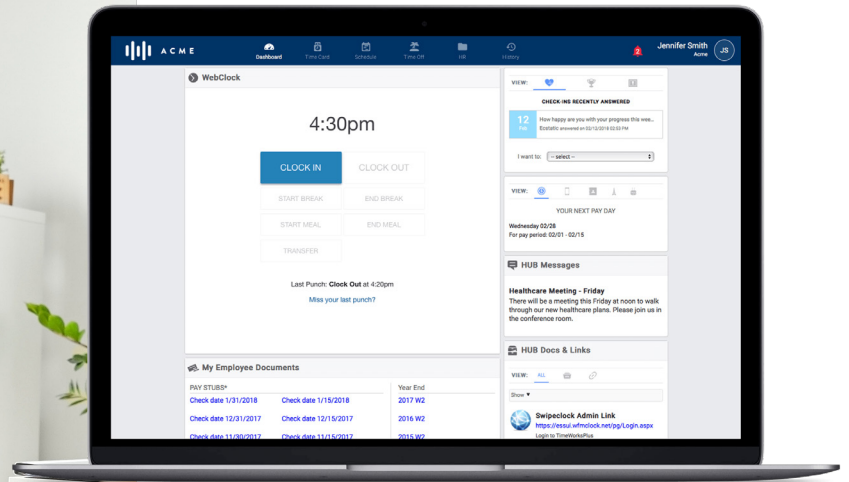 ACME
Dashboard
Time Card
Schedule
Time Off
HR
History
2
Jennifer Smith
Acme
JS
WebClock
4:30pm
CLOCK IN
CLOCK OUT
START BREAK
END BREAK
START MEAL
END MEAL
TRANSFER
Last Punch: Clock Out at 4:20pm
Miss your last punch?
My Employee Documents
PAY STUBS*
Year End
Check date 1/31/2018
Check date 1/15/2018
2017 W2
Check date 12/31/2017
Check date 12/15/2017
2016 W2
Check date 11/30/2017
Check date 11/15/2017
2015 W2
VIEW:
CHECK-INS RECENTLY ANSWERED
12
Feb
How happy are you with your progress this wee...
Ecstatic answered on 02/12/2018 02:53 PM
I want to:
-- select --
VIEW:
YOUR NEXT PAY DAY
Wednesday 02/28
For pay period: 02/01 - 02/15
HUB Messages
Healthcare Meeting - Friday
There will be a meeting this Friday at noon to walk
through our new healthcare plans. Please join us in
the conference room.
HUB Docs & Links
VIEW:
ALL
Show ▼
Swipeclock Admin Link
https://essul.wfmclock.net/pg/Login.aspx
Login to TimeWorksPlus